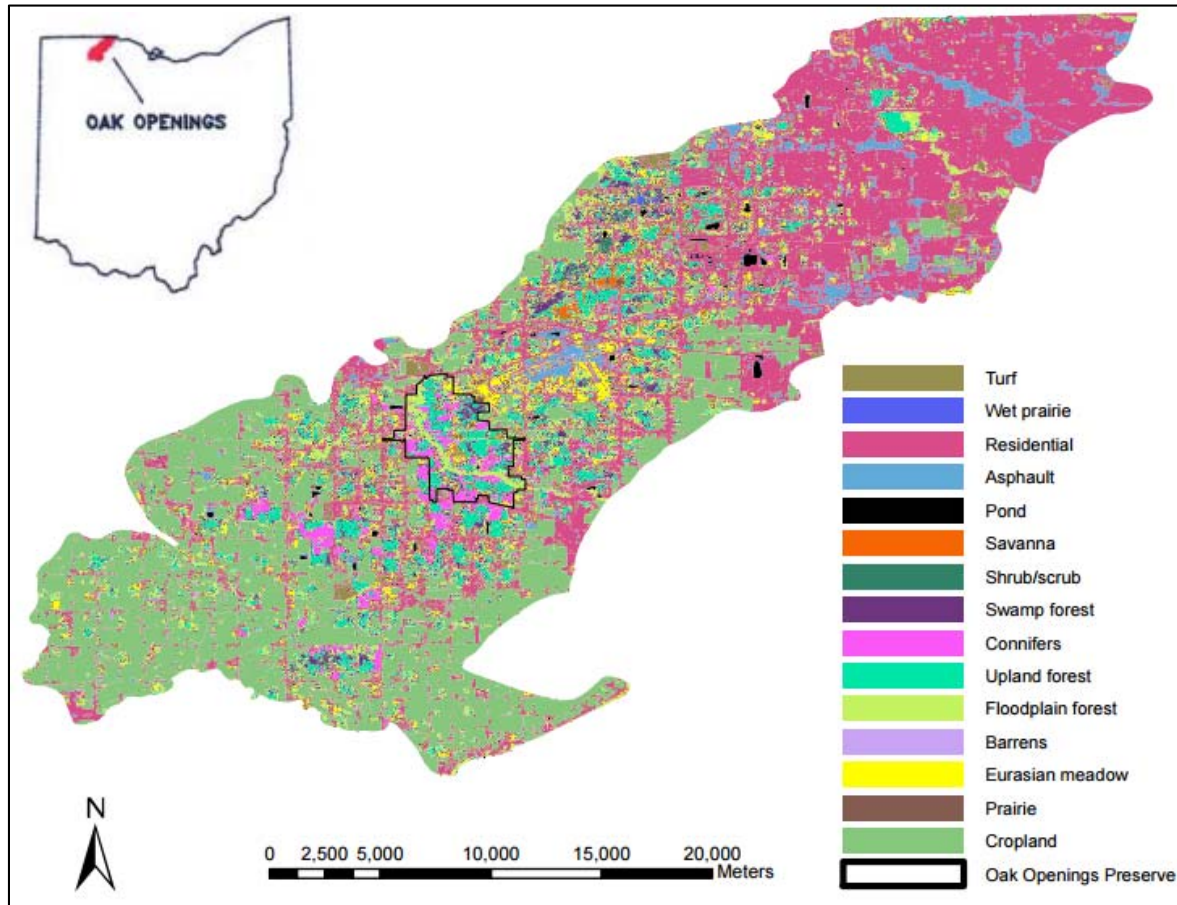 OAK OPENINGS
Turf
Wet prairie
Residential
Asphault
Pond
Savanna
Shrub/scrub
Swamp forest
Connifers
Upland forest
Floodplain forest
Barrens
Eurasian meadow
Prairie
Cropland
Oak Openings Preserve
N
0 2,500 5,000 10,000 15,000 20,000
Meters